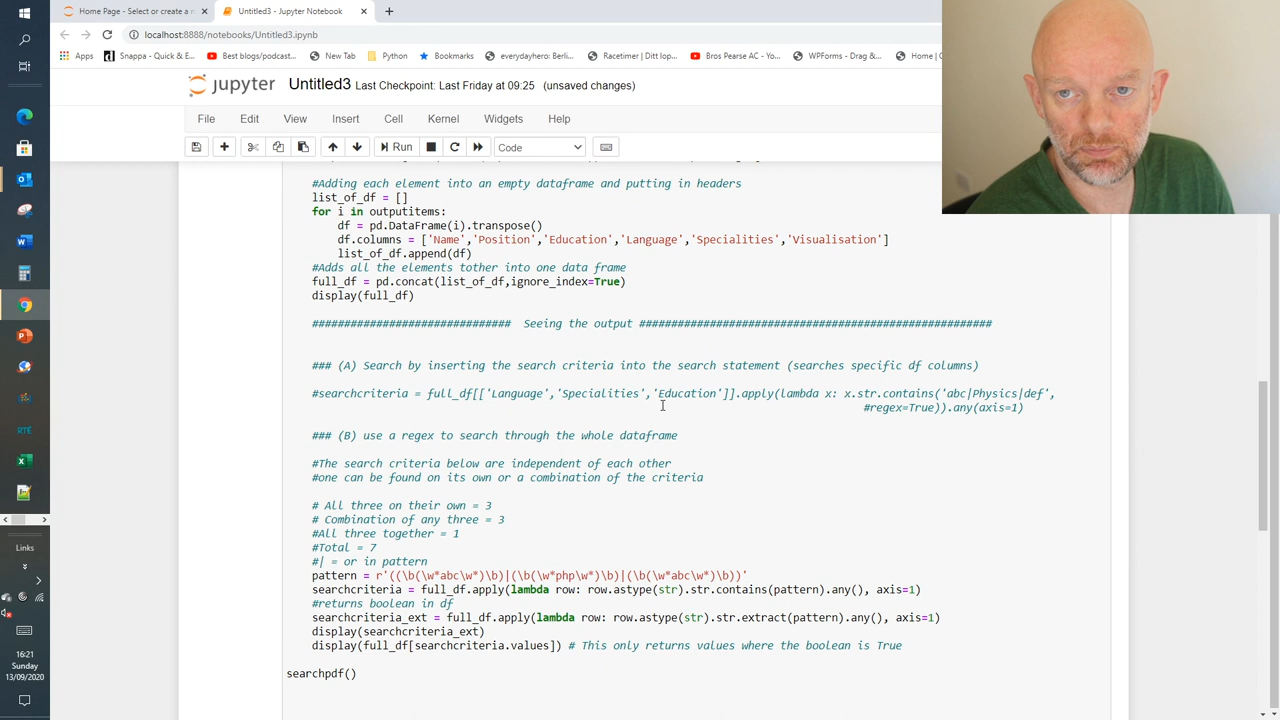 Home Page - Select or create a n
Untitled3 - Jupyter Notebook
localhost:8888/notebooks/Untitled3.ipynb
Apps
Snappa - Quick & E...
Best blogs/podcast...
New Tab
Python
Bookmarks
everydayhero: Berli...
Racetimer | Ditt lop...
Bros Pearse AC - Yo...
WPForms - Drag &...
Home (
jupyter Untitled3 Last Checkpoint: Last Friday at 09:25 (unsaved changes)
File Edit View Insert Cell Kernel Widgets Help
Run Code
#Adding each element into an empty dataframe and putting in headers
list_of_df = []
for i in outputitems:
df = pd.DataFrame(i).transpose()
df.columns = ['Name','Position','Education','Language','Specialities','Visualisation']
list_of_df.append(df)
#Adds all the elements tother into one data frame
full_df = pd.concat(list_of_df,ignore_index=True)
display(full_df)
############################### Seeing the output #######################################################
### (A) Search by inserting the search criteria into the search statement (searches specific df columns)
#searchcriteria = full_df[['Language','Specialities','Education']].apply(lambda x: x.str.contains('abc|Physics|def',
#regex=True)).any(axis=1)
### (B) use a regex to search through the whole dataframe
#The search criteria below are independent of each other
#one can be found on its own or a combination of the criteria
# All three on their own = 3
# Combination of any three = 3
#All three together = 1
#Total = 7
#| = or in pattern
pattern = r'((\b(\w*abc\w*)\b)|(\b(\w*php\w*)\b)|(\b(\w*abc\w*)\b))'
searchcriteria = full_df.apply(lambda row: row.astype(str).str.contains(pattern).any(), axis=1)
#returns boolean in df
searchcriteria_ext = full_df.apply(lambda row: row.astype(str).str.extract(pattern).any(), axis=1)
display(searchcriteria_ext)
display(full_df[searchcriteria.values]) # This only returns values where the boolean is True
searchpdf()
RTÉ
Links
16:21
Sunday
13/09/2020